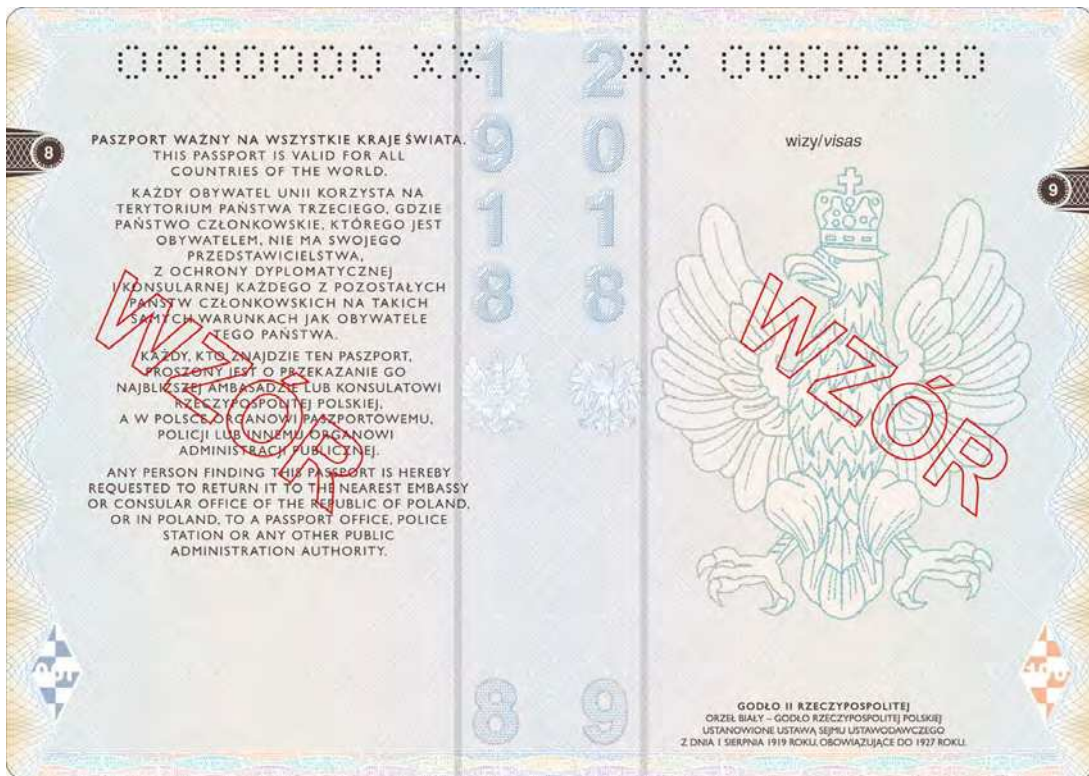 0000000 XX
XX 0000000
1918
2018
8
PASZPORT WAŻNY NA WSZYSTKIE KRAJE ŚWIATA.
THIS PASSPORT IS VALID FOR ALL
COUNTRIES OF THE WORLD.
KAŻDY OBYWATEL UNII KORZYSTA NA
TERYTORIUM PAŃSTWA TRZECIEGO, GDZIE
PAŃSTWO CZŁONKOWSKIE, KTÓREGO JEST
OBYWATELEM, NIE MA SWOJEGO
PRZEDSTAWICIELSTWA,
Z OCHRONY DYPLOMATYCZNEJ
I KONSULARNEJ KAŻDEGO Z POZOSTAŁYCH
PAŃSTW CZŁONKOWSKICH NA TAKICH
SAMYCH WARUNKACH JAK OBYWATELE
TEGO PAŃSTWA.
KAŻDY, KTO ZNAJDZIE TEN PASZPORT,
PROSZONY JEST O PRZEKAZANIE GO
NAJBLIŻSZEJ AMBASADZIE LUB KONSULATOWI
RZECZYPOSPOLITEJ POLSKIEJ,
A W POLSCE ORGANOWI PASZPORTOWEMU,
POLICJI LUB INNEMU ORGANOWI
ADMINISTRACJI PUBLICZNEJ.
ANY PERSON FINDING THIS PASSPORT IS HEREBY
REQUESTED TO RETURN IT TO THE NEAREST EMBASSY
OR CONSULAR OFFICE OF THE REPUBLIC OF POLAND,
OR IN POLAND, TO A PASSPORT OFFICE, POLICE
STATION OR ANY OTHER PUBLIC
ADMINISTRATION AUTHORITY.
WZÓR
8
9
wizy/visas
9
WZÓR
GODŁO II RZECZYPOSPOLITEJ
ORZEŁ BIAŁY – GODŁO RZECZYPOSPOLITEJ POLSKIEJ
USTANOWIONE USTAWĄ SEJMU USTAWODAWCZEGO
Z DNIA 1 SIERPNIA 1919 ROKU, OBOWIĄZUJĄCE DO 1927 ROKU.